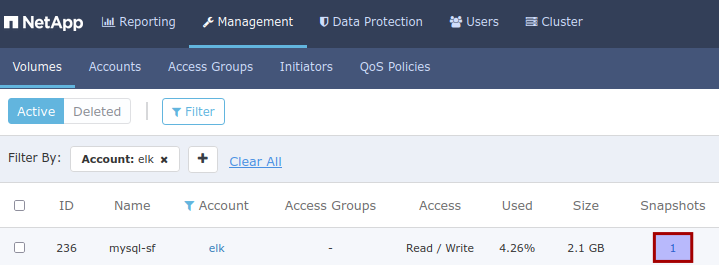 NetApp Reporting Management Data Protection Users Cluster
Volumes Accounts Access Groups Initiators QoS Policies
Active Deleted Filter
Filter By: Account: elk × + Clear All
ID Name Account Access Groups Access Used Size Snapshots
236 mysql-sf elk - Read / Write 4.26% 2.1 GB 1